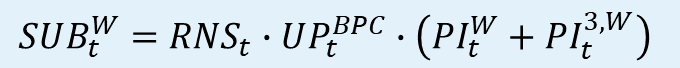 SUB_t^W = RNS_t · UP_t^{BPC} · (PI_t^W + PI_t^{3,W})